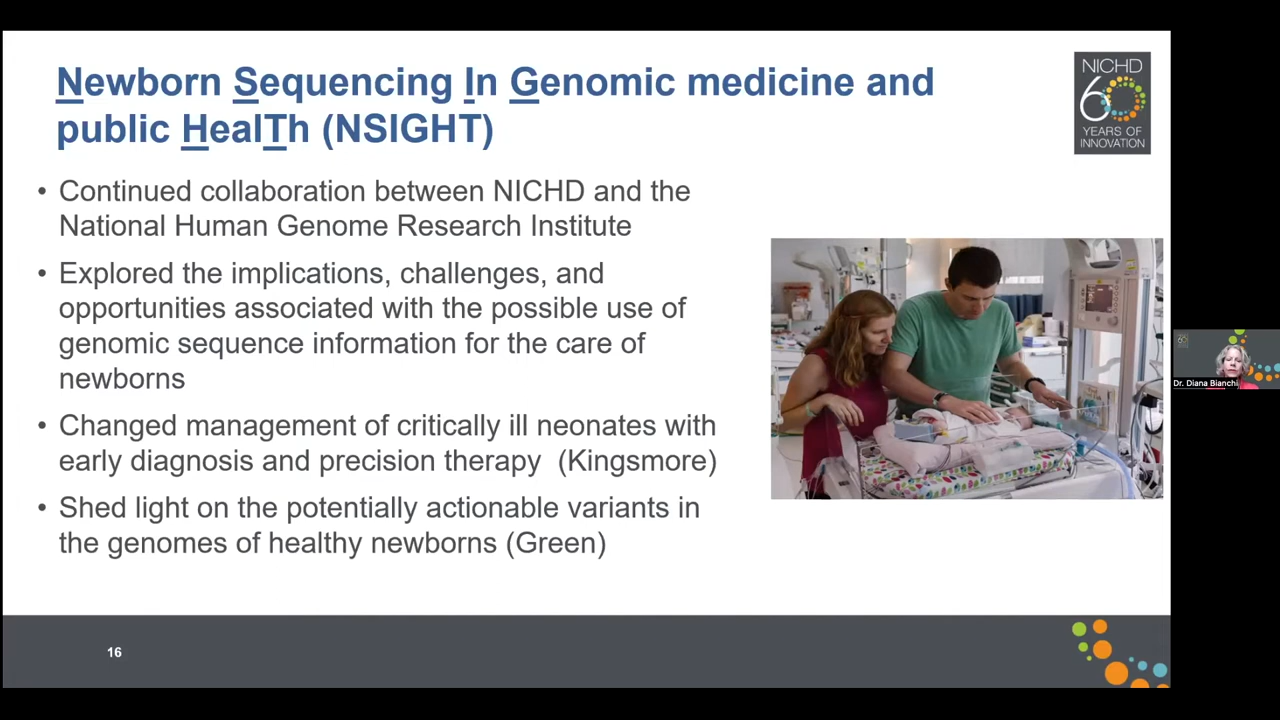 Newborn Sequencing In Genomic medicine and
public HealTh (NSIGHT)
NICHD
60
YEARS OF
INNOVATION
• Continued collaboration between NICHD and the
National Human Genome Research Institute
• Explored the implications, challenges, and
opportunities associated with the possible use of
genomic sequence information for the care of
newborns
• Changed management of critically ill neonates with
early diagnosis and precision therapy (Kingsmore)
• Shed light on the potentially actionable variants in
the genomes of healthy newborns (Green)
60
Dr. Diana Bianchi
16